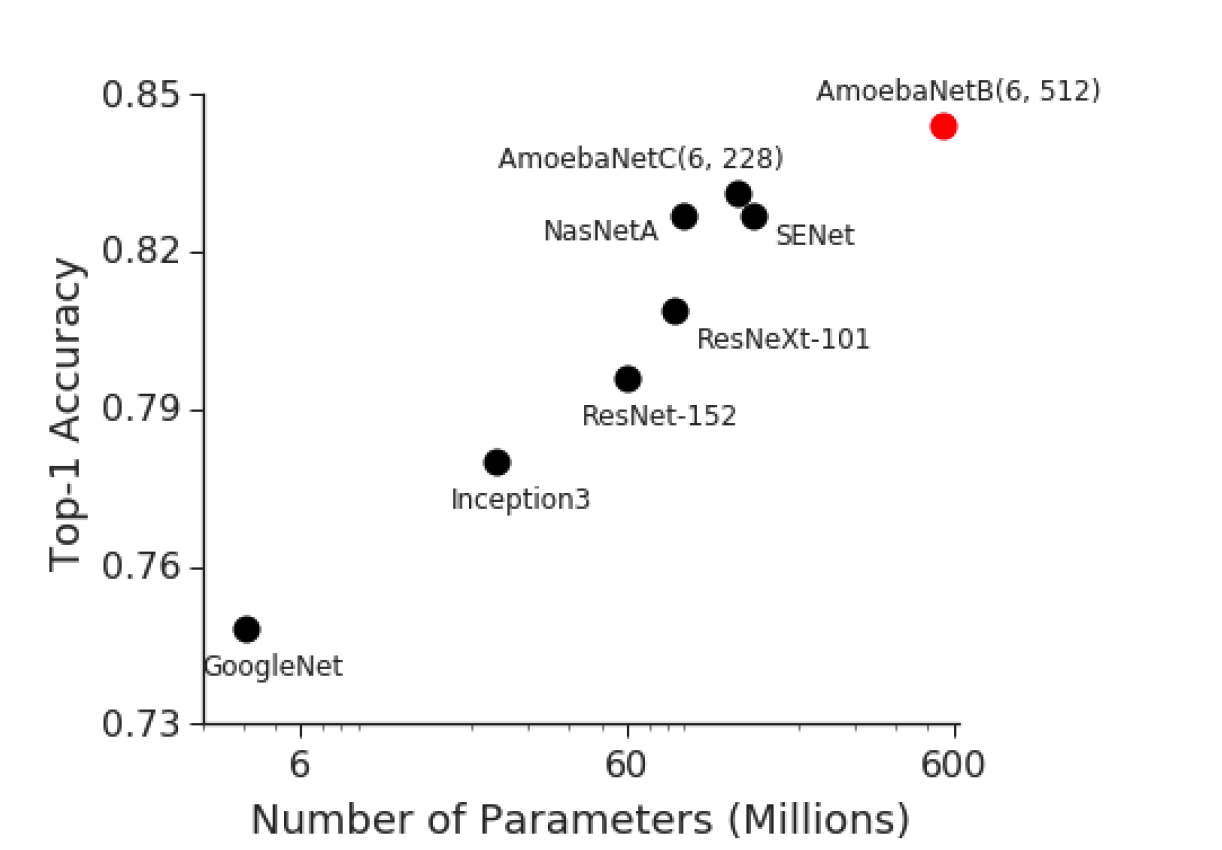 0.85
AmoebaNetB(6, 512)
AmoebaNetC(6, 228)
NasNetA
SENet
0.82
ResNeXt-101
0.79
ResNet-152
Inception3
0.76
GoogleNet
0.73
Top-1 Accuracy
6 60 600
Number of Parameters (Millions)